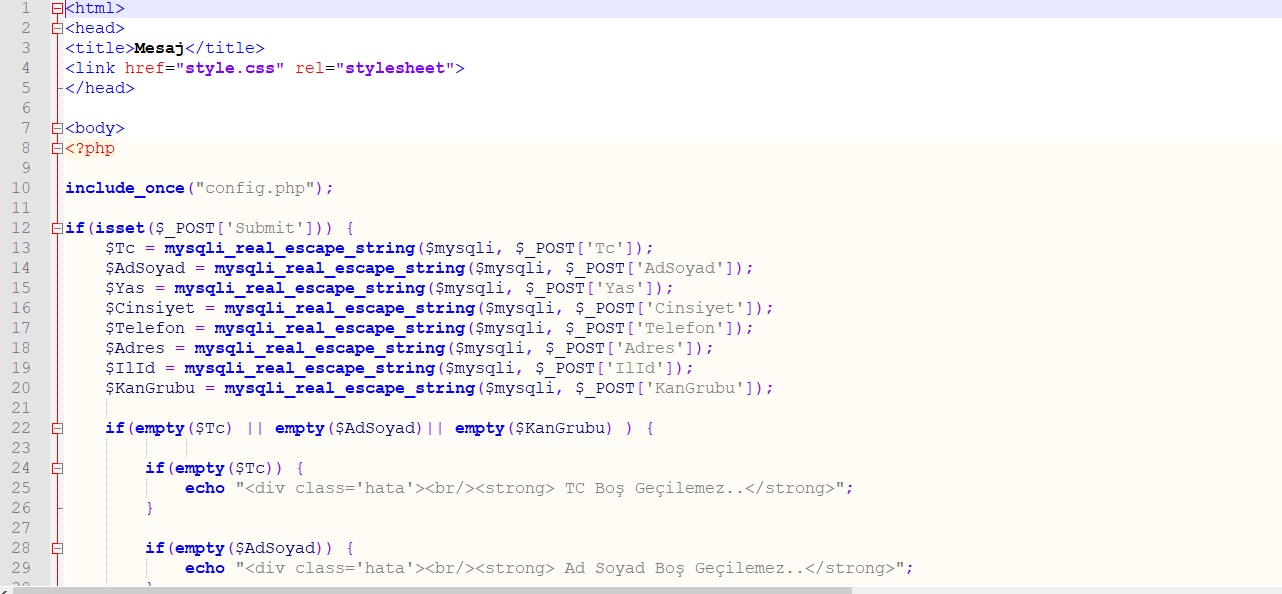 1 <html>
2 <head>
3 <title>Mesaj</title>
4 <link href="style.css" rel="stylesheet">
5 </head>
6
7 <body>
8 <?php
9
10 include_once("config.php");
11
12 if(isset($_POST['Submit'])) {
13 $Tc = mysqli_real_escape_string($mysqli, $_POST['Tc']);
14 $AdSoyad = mysqli_real_escape_string($mysqli, $_POST['AdSoyad']);
15 $Yas = mysqli_real_escape_string($mysqli, $_POST['Yas']);
16 $Cinsiyet = mysqli_real_escape_string($mysqli, $_POST['Cinsiyet']);
17 $Telefon = mysqli_real_escape_string($mysqli, $_POST['Telefon']);
18 $Adres = mysqli_real_escape_string($mysqli, $_POST['Adres']);
19 $IlId = mysqli_real_escape_string($mysqli, $_POST['IlId']);
20 $KanGrubu = mysqli_real_escape_string($mysqli, $_POST['KanGrubu']);
21
22 if(empty($Tc) || empty($AdSoyad)|| empty($KanGrubu) ) {
23
24 if(empty($Tc)) {
25 echo "<div class='hata'><br/><strong> TC Boş Geçilemez..</strong>";
26 }
27
28 if(empty($AdSoyad)) {
29 echo "<div class='hata'><br/><strong> Ad Soyad Boş Geçilemez..</strong>";